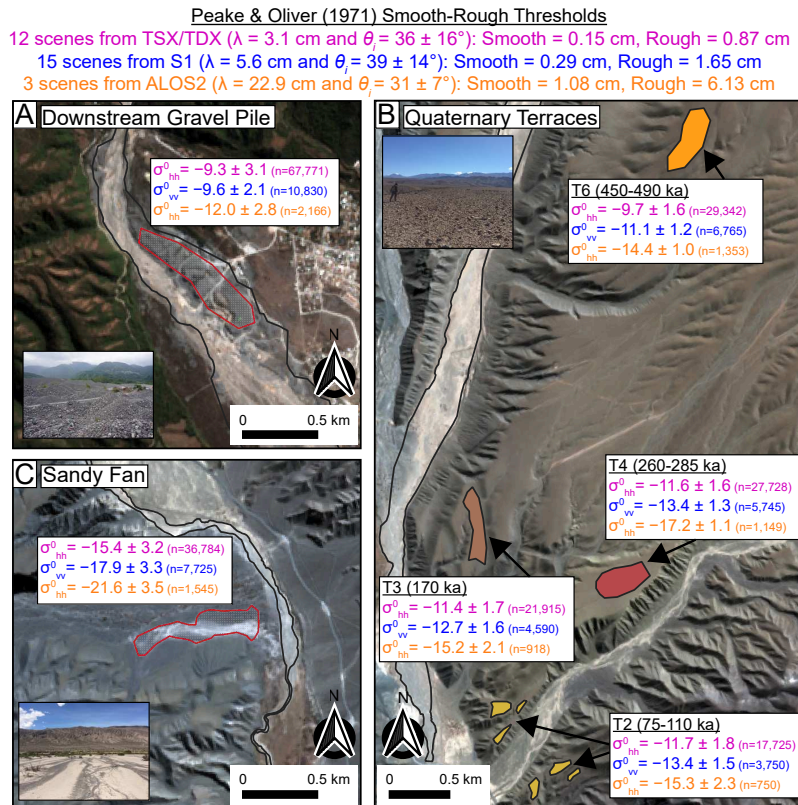 Peake & Oliver (1971) Smooth-Rough Thresholds
12 scenes from TSX/TDX (λ = 3.1 cm and θi = 36 ± 16°): Smooth = 0.15 cm, Rough = 0.87 cm
15 scenes from S1 (λ = 5.6 cm and θi = 39 ± 14°): Smooth = 0.29 cm, Rough = 1.65 cm
3 scenes from ALOS2 (λ = 22.9 cm and θi = 31 ± 7°): Smooth = 1.08 cm, Rough = 6.13 cm
A Downstream Gravel Pile
σ⁰hh = −9.3 ± 3.1 (n=67,771)
σ⁰vv = −9.6 ± 2.1 (n=10,830)
σ⁰hh = −12.0 ± 2.8 (n=2,166)
N
0 0.5 km
B Quaternary Terraces
T6 (450-490 ka)
σ⁰hh = −9.7 ± 1.6 (n=29,342)
σ⁰vv = −11.1 ± 1.2 (n=6,765)
σ⁰hh = −14.4 ± 1.0 (n=1,353)
T4 (260-285 ka)
σ⁰hh = −11.6 ± 1.6 (n=27,728)
σ⁰vv = −13.4 ± 1.3 (n=5,745)
σ⁰hh = −17.2 ± 1.1 (n=1,149)
T3 (170 ka)
σ⁰hh = −11.4 ± 1.7 (n=21,915)
σ⁰vv = −12.7 ± 1.6 (n=4,590)
σ⁰hh = −15.2 ± 2.1 (n=918)
T2 (75-110 ka)
σ⁰hh = −11.7 ± 1.8 (n=17,725)
σ⁰vv = −13.4 ± 1.5 (n=3,750)
σ⁰hh = −15.3 ± 2.3 (n=750)
N
0 0.5 km
C Sandy Fan
σ⁰hh = −15.4 ± 3.2 (n=36,784)
σ⁰vv = −17.9 ± 3.3 (n=7,725)
σ⁰hh = −21.6 ± 3.5 (n=1,545)
N
0 0.5 km